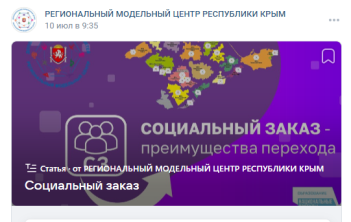 РЕГИОНАЛЬНЫЙ МОДЕЛЬНЫЙ ЦЕНТР РЕСПУБЛИКИ КРЫМ
10 июл в 9:35
СОЦИАЛЬНЫЙ ЗАКАЗ -
преимущества перехода
СЗ
Статья · от РЕГИОНАЛЬНЫЙ МОДЕЛЬНЫЙ ЦЕНТР РЕСПУБЛИКИ КРЫМ
Социальный заказ